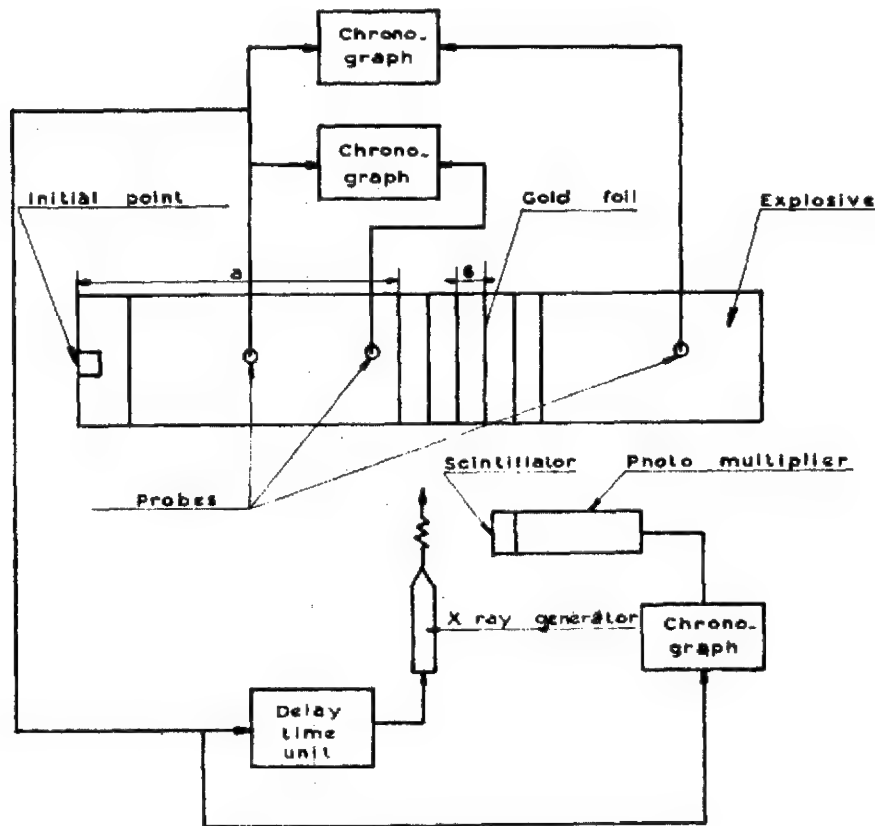 Chrono-
graph
Chrono-
graph
Initial point
Gold foil
Explosive
a
6
Scintillator
Photo multiplier
Probes
X ray generator
Chrono-
graph
Delay
time
unit